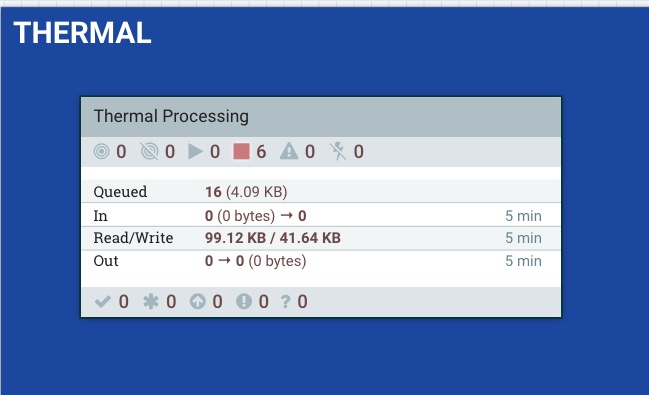 THERMAL
Thermal Processing
0 0 0 6 0 0
Queued 16 (4.09 KB)
In 0 (0 bytes) → 0 5 min
Read/Write 99.12 KB / 41.64 KB 5 min
Out 0 → 0 (0 bytes) 5 min
0 0 0 0 ? 0